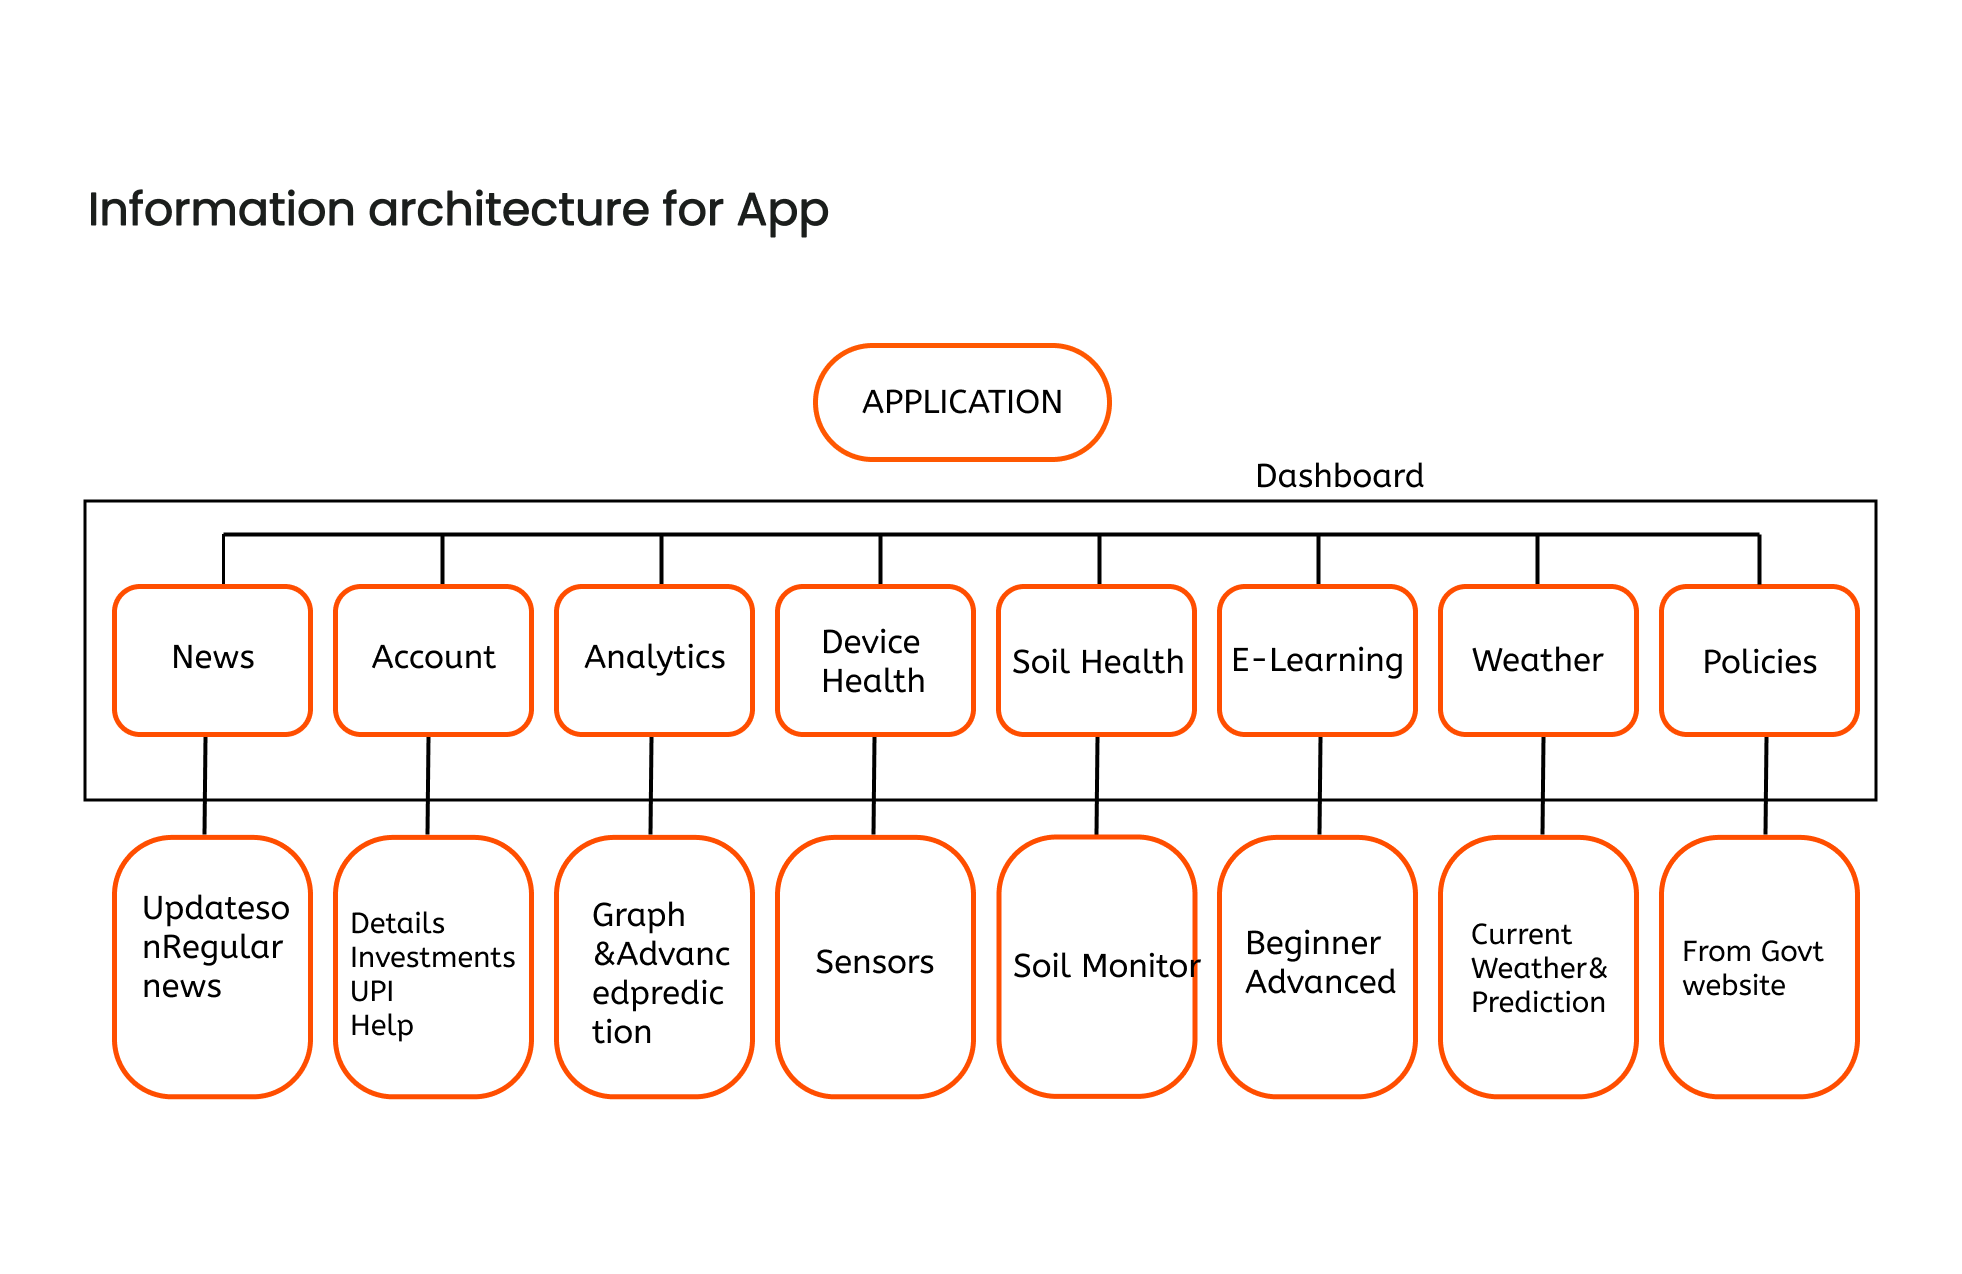 Information architecture for App
APPLICATION
Dashboard
News
Account
Analytics
Device
Health
Soil Health
E-Learning
Weather
Policies
Updateso
nRegular
news
Details
Investments
UPI
Help
Graph
&Advanc
edpredic
tion
Sensors
Soil Monitor
Beginner
Advanced
Current
Weather&
Prediction
From Govt
website